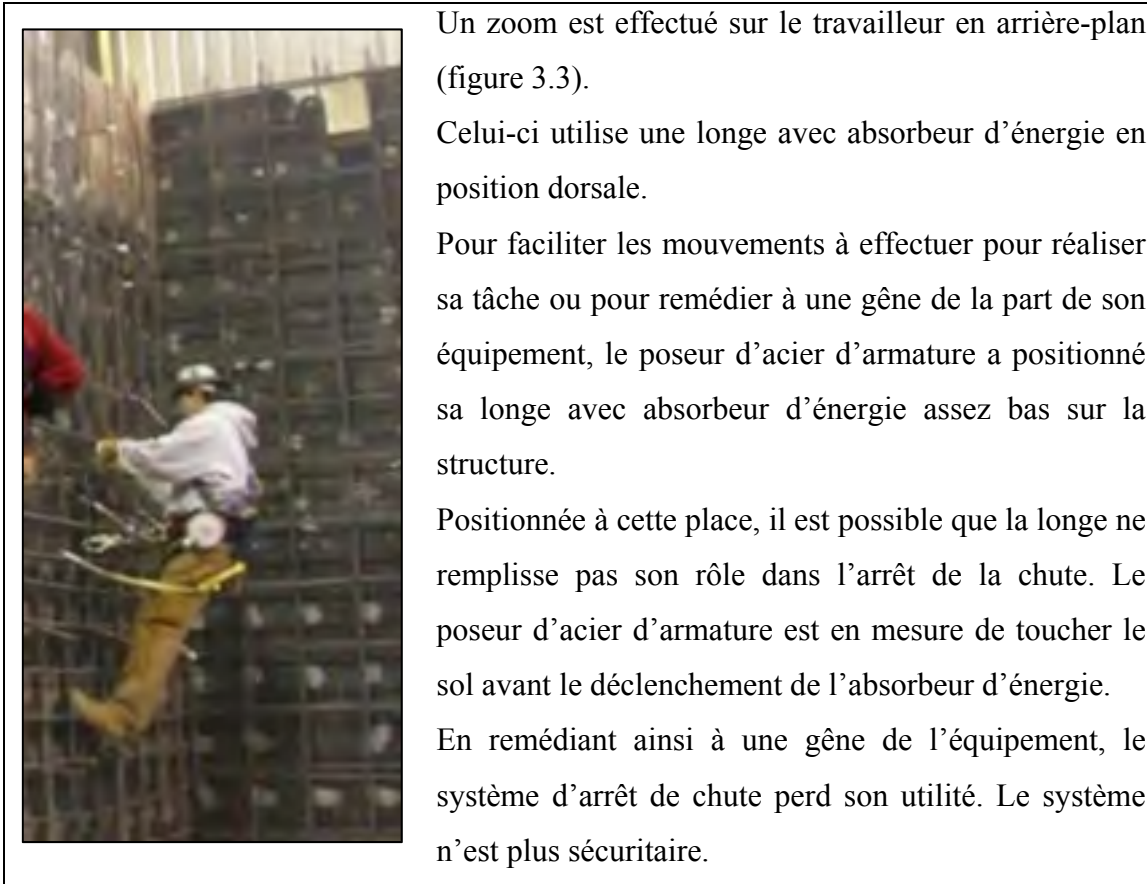 Un zoom est effectué sur le travailleur en arrière-plan
(figure 3.3).
Celui-ci utilise une longe avec absorbeur d’énergie en
position dorsale.
Pour faciliter les mouvements à effectuer pour réaliser
sa tâche ou pour remédier à une gêne de la part de son
équipement, le poseur d’acier d’armature a positionné
sa longe avec absorbeur d’énergie assez bas sur la
structure.
Positionnée à cette place, il est possible que la longe ne
remplisse pas son rôle dans l’arrêt de la chute. Le
poseur d’acier d’armature est en mesure de toucher le
sol avant le déclenchement de l’absorbeur d’énergie.
En remédiant ainsi à une gêne de l’équipement, le
système d’arrêt de chute perd son utilité. Le système
n’est plus sécuritaire.